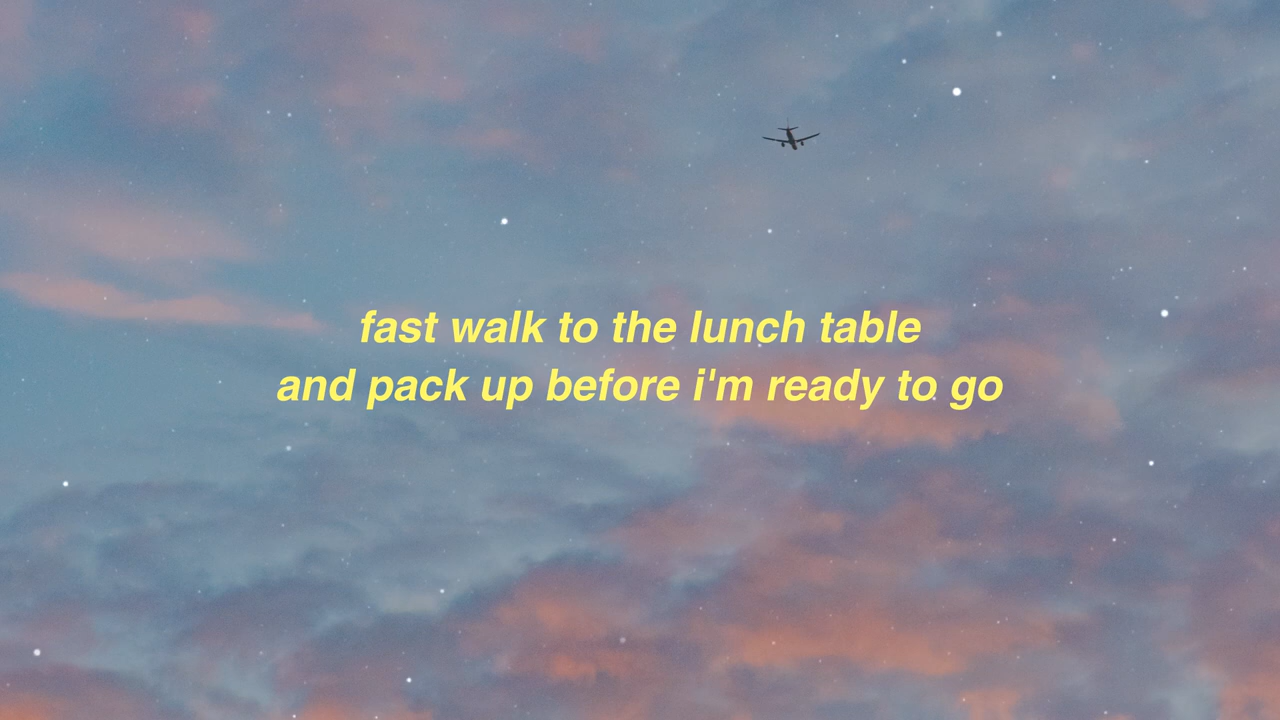 fast walk to the lunch table
and pack up before i'm ready to go